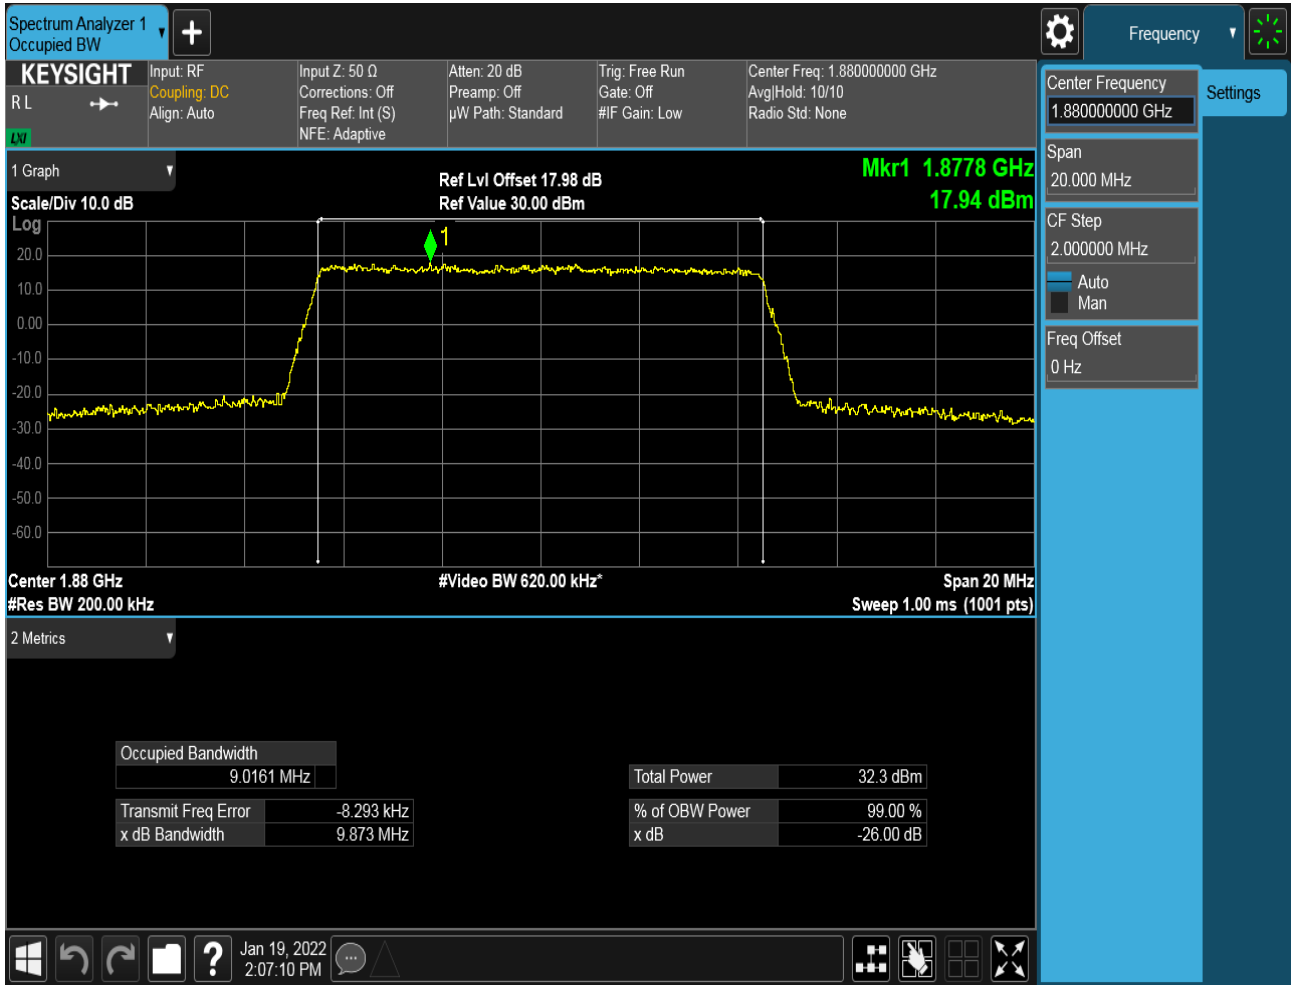 Spectrum Analyzer 1
Occupied BW
Frequency
KEYSIGHT
R L
LXI
Input: RF
Coupling: DC
Align: Auto
Input Z: 50 Ω
Corrections: Off
Freq Ref: Int (S)
NFE: Adaptive
Atten: 20 dB
Preamp: Off
µW Path: Standard
Trig: Free Run
Gate: Off
#IF Gain: Low
Center Freq: 1.880000000 GHz
Avg|Hold: 10/10
Radio Std: None
Center Frequency
1.880000000 GHz
Settings
Span
20.000 MHz
CF Step
2.000000 MHz
Auto
Man
Freq Offset
0 Hz
1 Graph
Scale/Div 10.0 dB
Ref Lvl Offset 17.98 dB
Ref Value 30.00 dBm
Mkr1 1.8778 GHz
17.94 dBm
Log
1
20.0
10.0
0.00
-10.0
-20.0
-30.0
-40.0
-50.0
-60.0
Center 1.88 GHz
#Res BW 200.00 kHz
#Video BW 620.00 kHz*
Span 20 MHz
Sweep 1.00 ms (1001 pts)
2 Metrics
Occupied Bandwidth
9.0161 MHz
Transmit Freq Error -8.293 kHz
x dB Bandwidth 9.873 MHz
Total Power 32.3 dBm
% of OBW Power 99.00 %
x dB -26.00 dB
?
Jan 19, 2022
2:07:10 PM